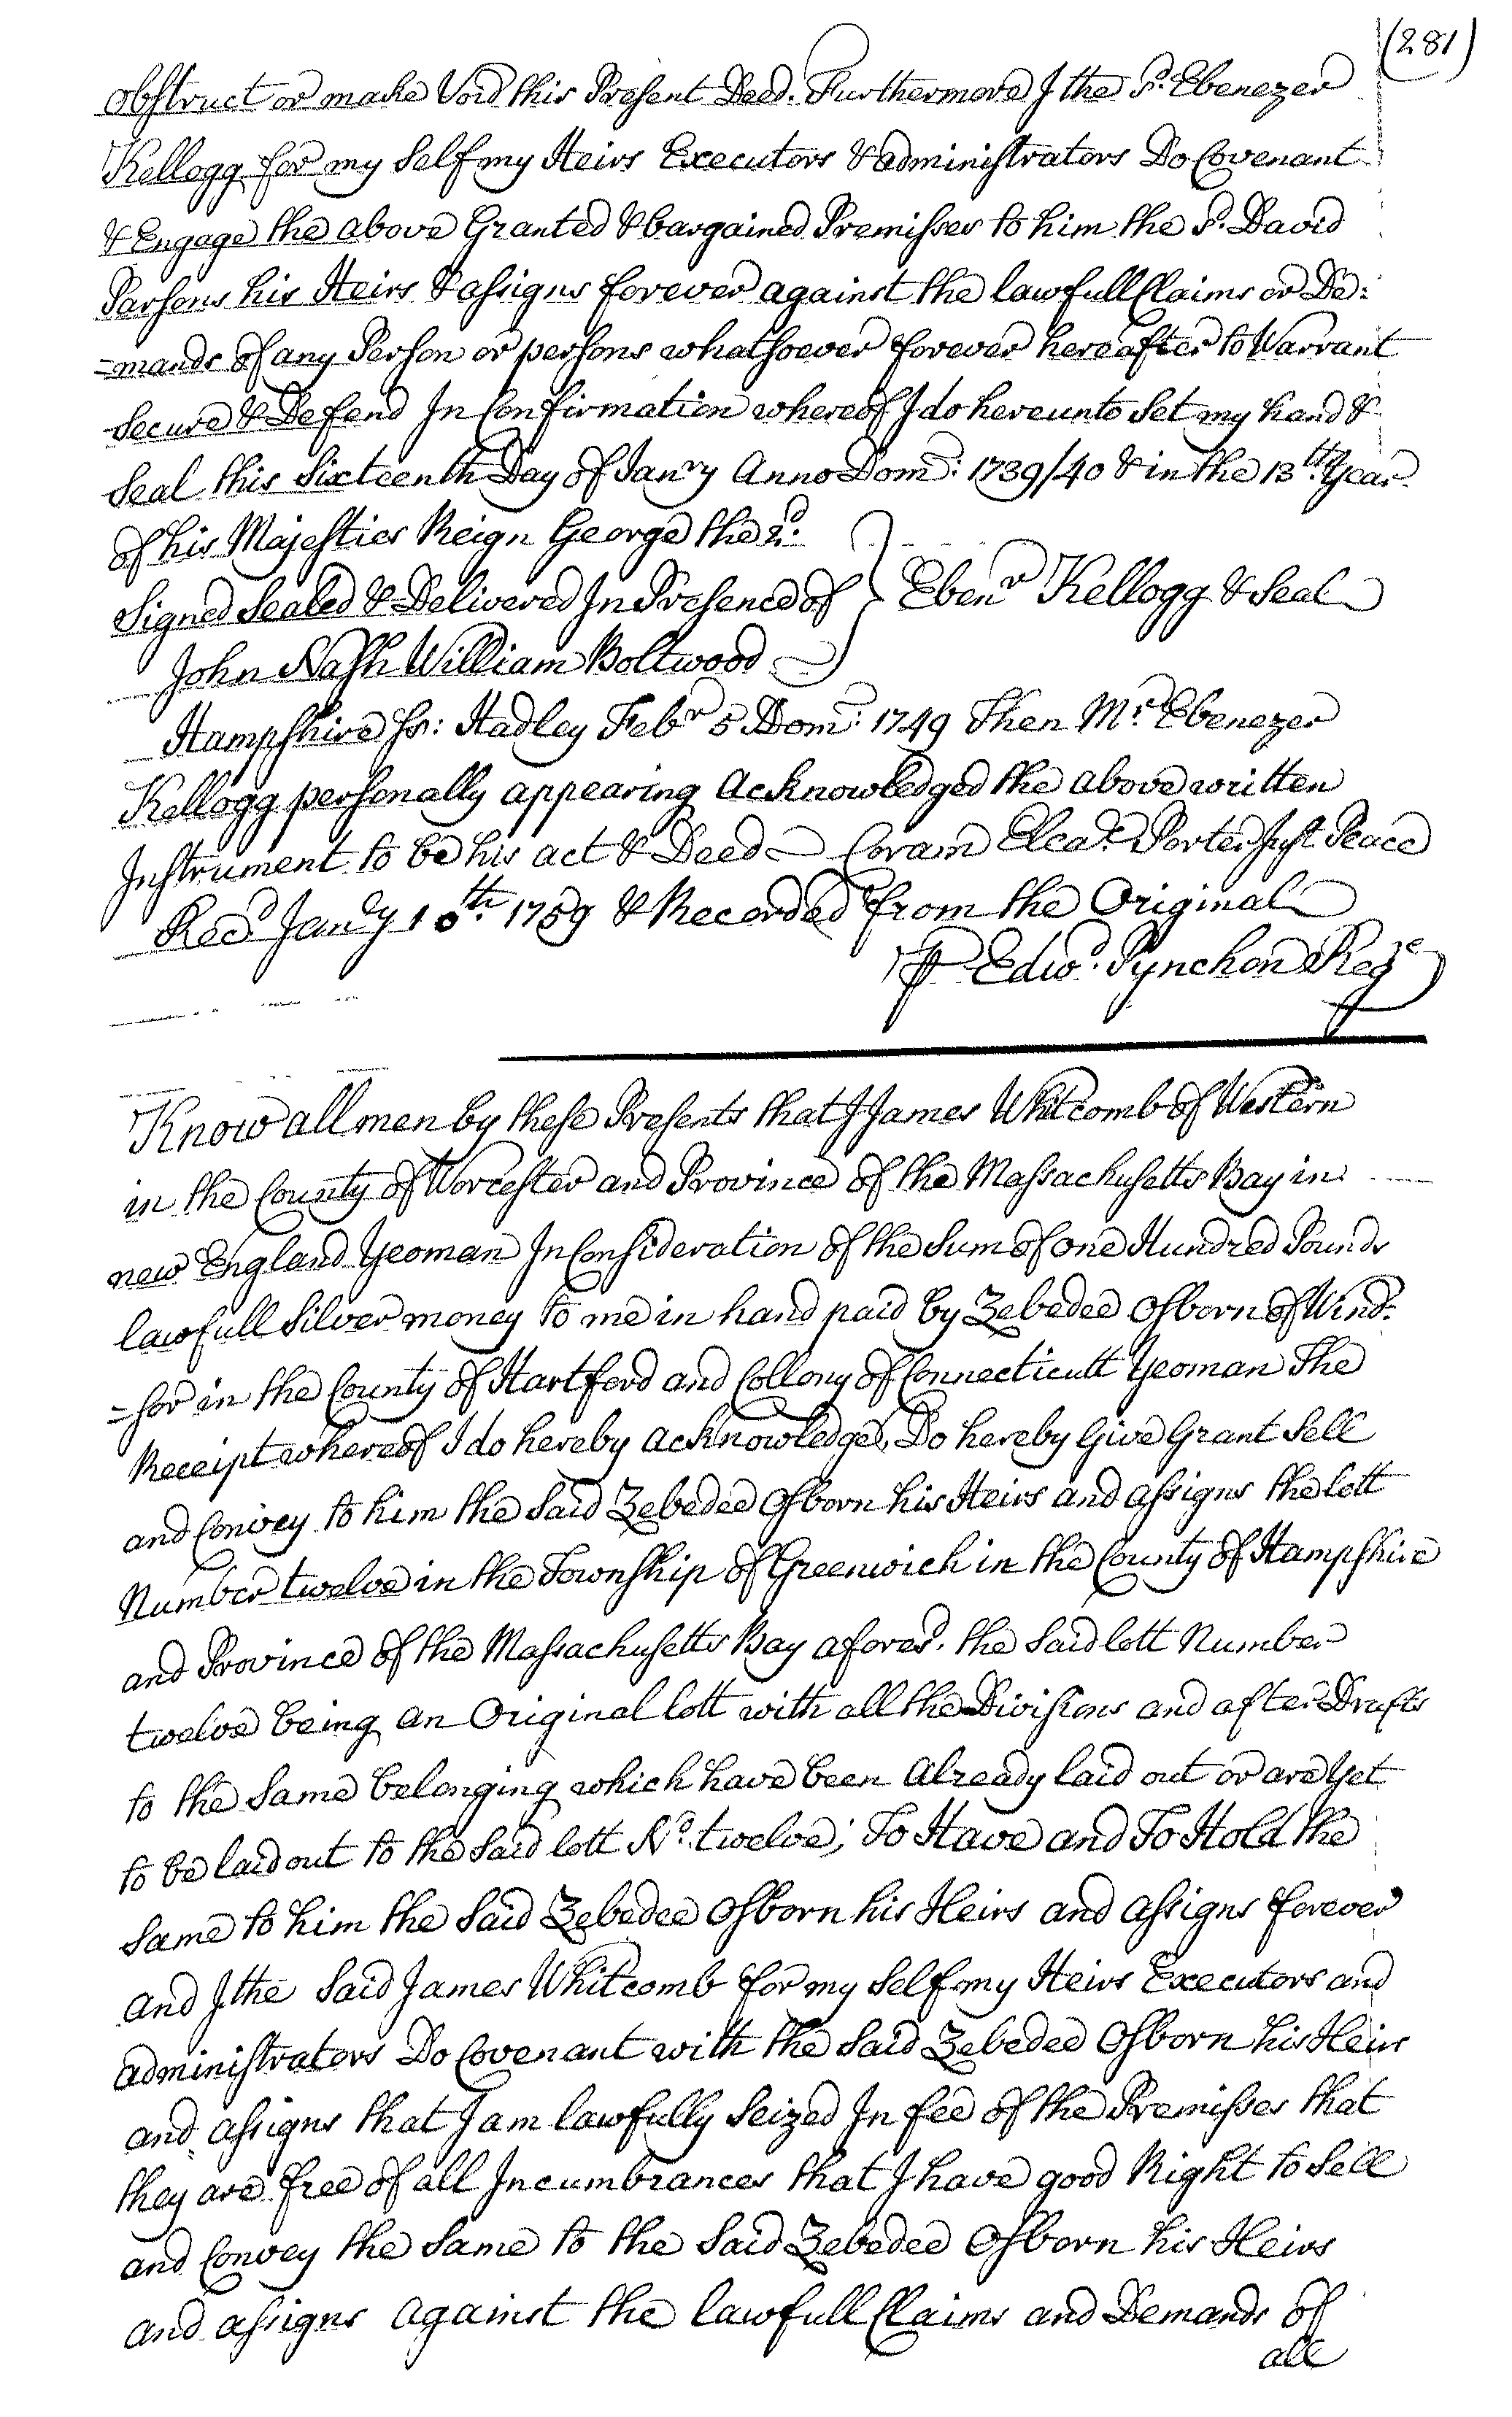 (281)
obstruct or make Void this Present Deed. Furthermore I the sd. Ebenezer
Kellogg for my Self my Heirs Executors & administrators Do Covenant
& Engage the above Granted & bargained Premisses to him the sd. David
Parsons his Heirs & assigns forever against the lawfull Claims or De=
=mands of any Person or persons whatsoever forever hereafter to Warrant
Secure & Defend In Confirmation whereof I do hereunto Set my hand &
Seal this Sixteenth Day of Janry Anno Dom: 1739/40 & in the 13th. Year
of his Majesties Reign George the 2d.
Signed Sealed & Delivered In Presence of } Ebenr Kellogg & Seal
John Nash William Boltwood
Hampshire ss: Hadley Febr 5 Dom: 1749 Then Mr. Ebenezer
Kellogg personally appearing Acknowledged the above written
Instrument to be his act & Deed Coram Eleazr. Porter Just Peace
Recd. Jandy 10th. 1759 & Recorded from the Original
P Edwd. Pynchon Regr
Know all men by these Presents that I James Whitcomb of Western
in the County of Worcester and Province of the Massachusetts Bay in
new England Yeoman In Consideration of the Sum of one Hundred Pounds
lawfull Silver money to me in hand paid by Zebedee Osborn of Wind=
=sor in the County of Hartford and Collony of Connecticutt Yeoman The
Receipt whereof I do hereby acknowledge, Do hereby Give Grant Sell
and Convey to him the Said Zebedee Osborn his Heirs and assigns the lott
Number twelve in the Township of Greenwich in the County of Hampshire
and Province of the Massachusetts Bay aforesd. the Said lott Number
twelve being an Original lott with all the Divisions and after Drafts
to the Same belonging which have been Already laid out or are Yet
to be laid out to the Said lott No. twelve; To Have and To Hold the
Same to him the Said Zebedee Osborn his Heirs and assigns forever
and I the Said James Whitcomb for my Self my Heirs Executors and
administrators Do Covenant with the Said Zebedee Osborn his Heirs
and assigns that I am lawfully Seized In fee of the Premisses that
they are free of all Incumbrances that I have good Right to Sell
and Convey the Same to the Said Zebedee Osborn his Heirs
and assigns against the lawfull Claims and Demands of
all